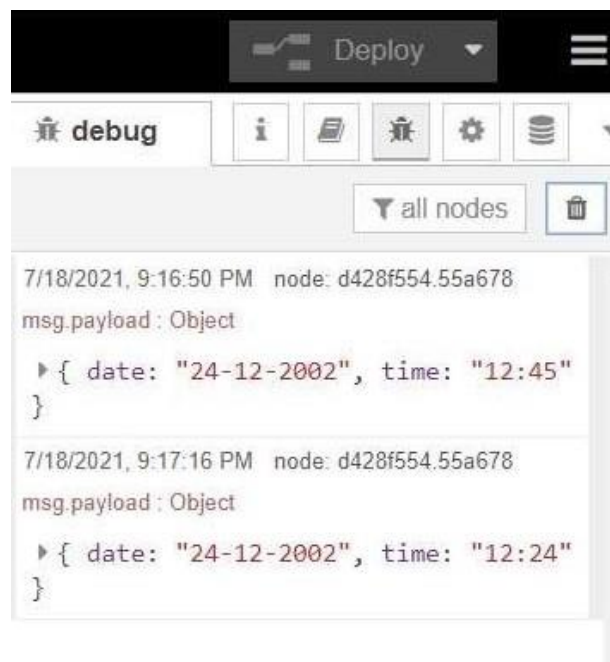 Deploy
debug
i
all nodes
7/18/2021, 9:16:50 PM node: d428f554.55a678
msg.payload : Object
{ date: "24-12-2002", time: "12:45"
}
7/18/2021, 9:17:16 PM node: d428f554.55a678
msg.payload : Object
{ date: "24-12-2002", time: "12:24"
}